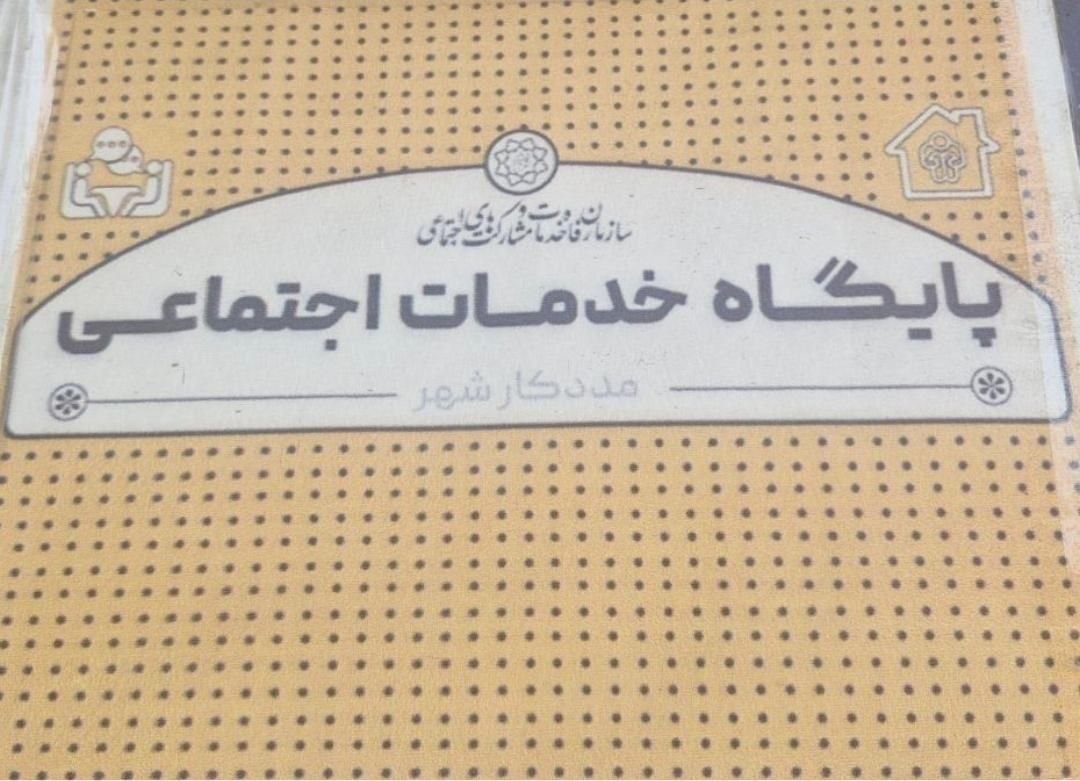 سازمان رفاه، خدمات و مشارکت‌های اجتماعی
پایگاه خدمات اجتماعی
مددکار شهر